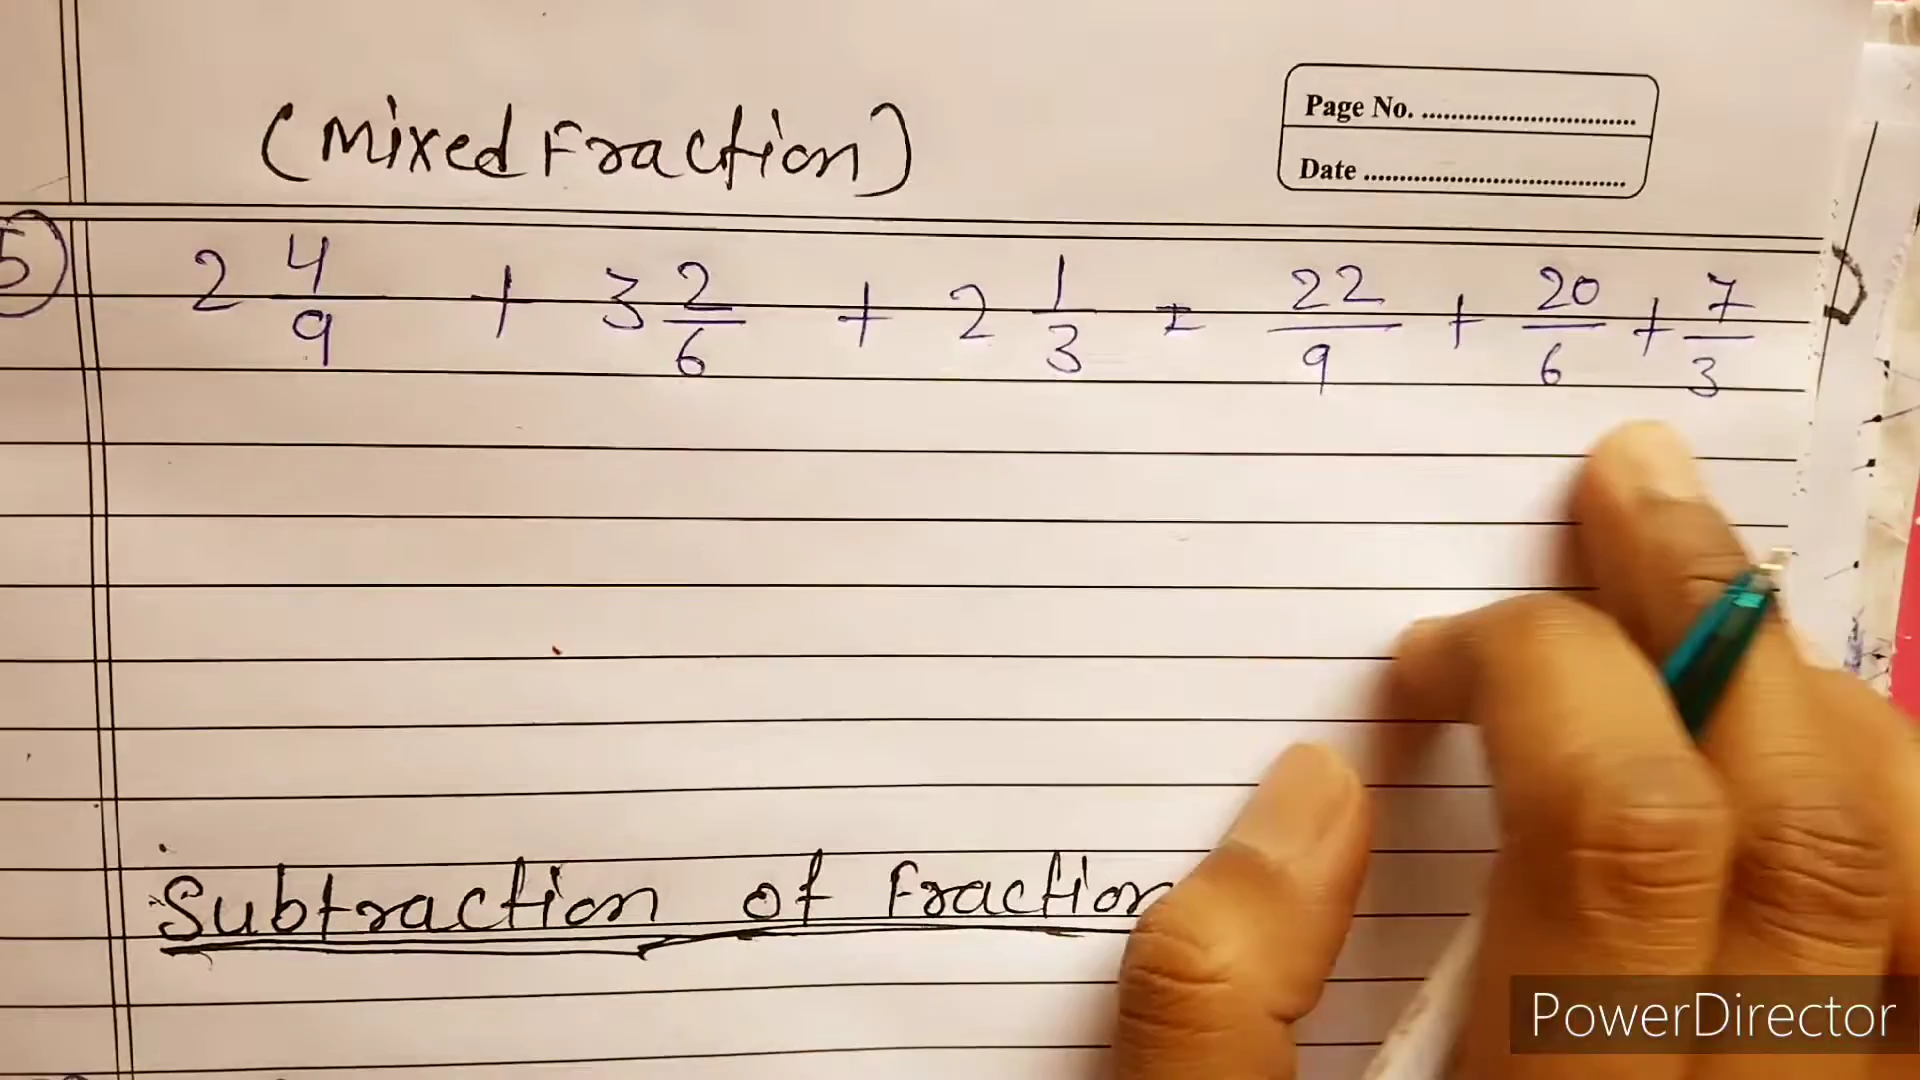 (Mixed Fraction)
Page No. ..............................
Date ....................................
5 2 4/9 + 3 2/6 + 2 1/3 = 22/9 + 20/6 + 7/3
Subtraction of Fraction
PowerDirector